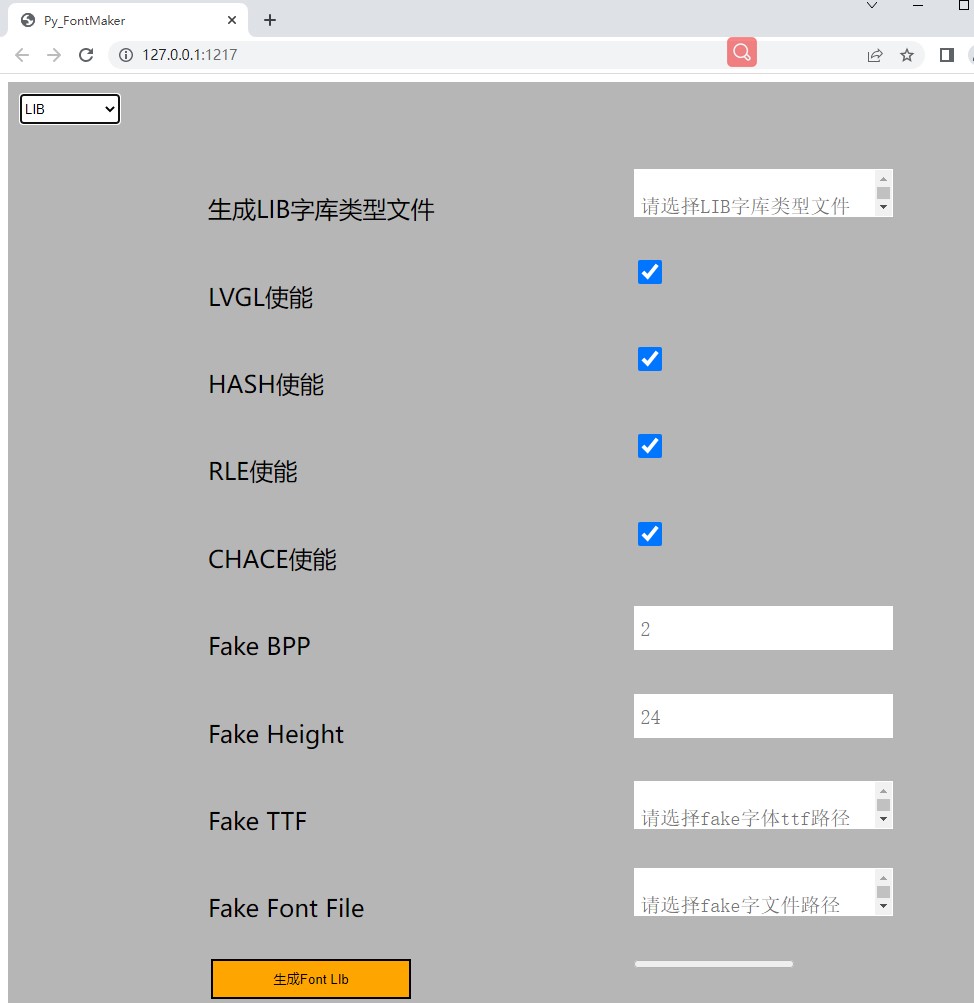 Py_FontMaker
127.0.0.1:1217
LIB
生成LIB字库类型文件
请选择LIB字库类型文件
LVGL使能
HASH使能
RLE使能
CHACE使能
Fake BPP
2
Fake Height
24
Fake TTF
请选择fake字体ttf路径
Fake Font File
请选择fake字文件路径
生成Font LIb